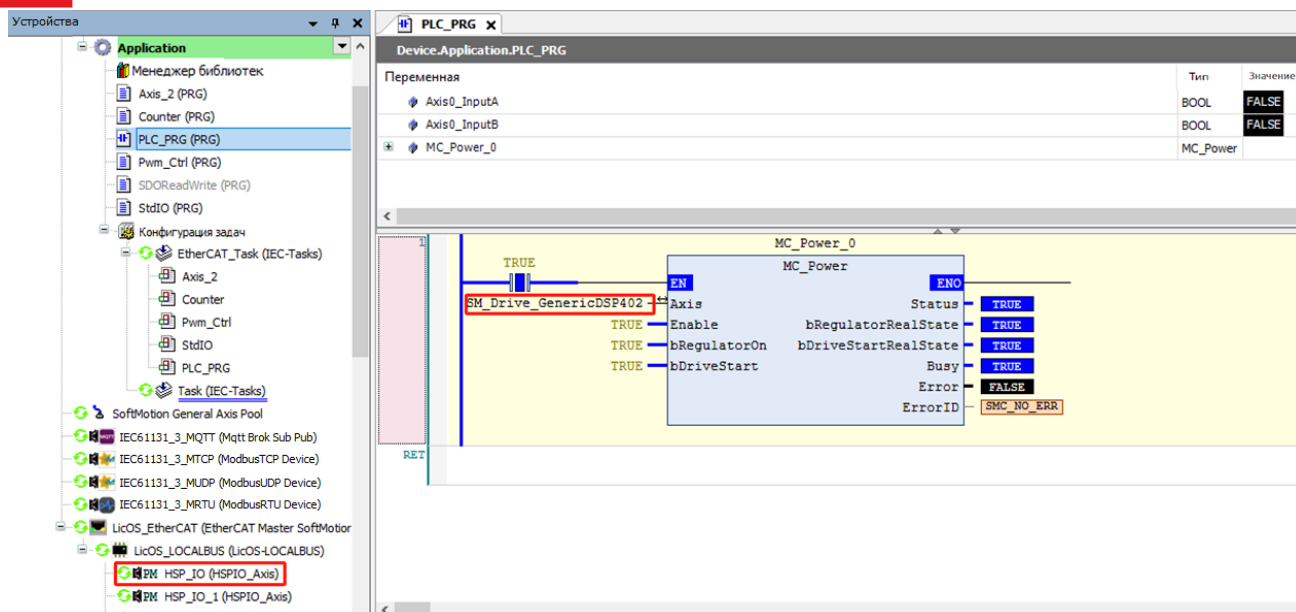 Устройства
Application
Менеджер библиотек
Axis_2 (PRG)
Counter (PRG)
PLC_PRG (PRG)
Pwm_Ctrl (PRG)
SDOReadWrite (PRG)
StdIO (PRG)
Конфигурация задач
EtherCAT_Task (IEC-Tasks)
Axis_2
Counter
Pwm_Ctrl
StdIO
PLC_PRG
Task (IEC-Tasks)
SoftMotion General Axis Pool
IEC61131_3_MQTT (Mqtt Brok Sub Pub)
IEC61131_3_MTCP (ModbusTCP Device)
IEC61131_3_MUDP (ModbusUDP Device)
IEC61131_3_MRTU (ModbusRTU Device)
LicOS_EtherCAT (EtherCAT Master SoftMotior
LicOS_LOCALBUS (LicOS-LOCALBUS)
PM HSP_IO (HSPIO_Axis)
PM HSP_IO_1 (HSPIO_Axis)
PLC_PRG
Device.Application.PLC_PRG
Переменная Тип Значение
Axis0_InputA BOOL FALSE
Axis0_InputB BOOL FALSE
MC_Power_0 MC_Power
1 MC_Power_0
TRUE MC_Power
EN ENO
SM_Drive_GenericDSP402 Axis Status TRUE
TRUE Enable bRegulatorRealState TRUE
TRUE bRegulatorOn bDriveStartRealState TRUE
TRUE bDriveStart Busy TRUE
Error FALSE
ErrorID SMC_NO_ERR
RET